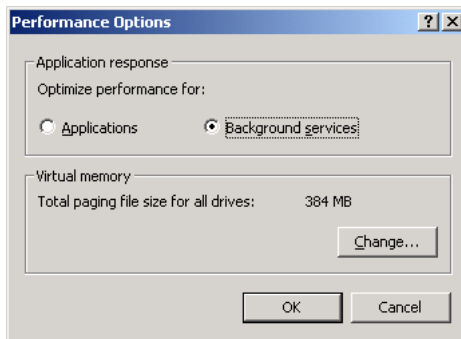 Performance Options
Application response
Optimize performance for:
Applications
Background services
Virtual memory
Total paging file size for all drives: 384 MB
Change...
OK Cancel